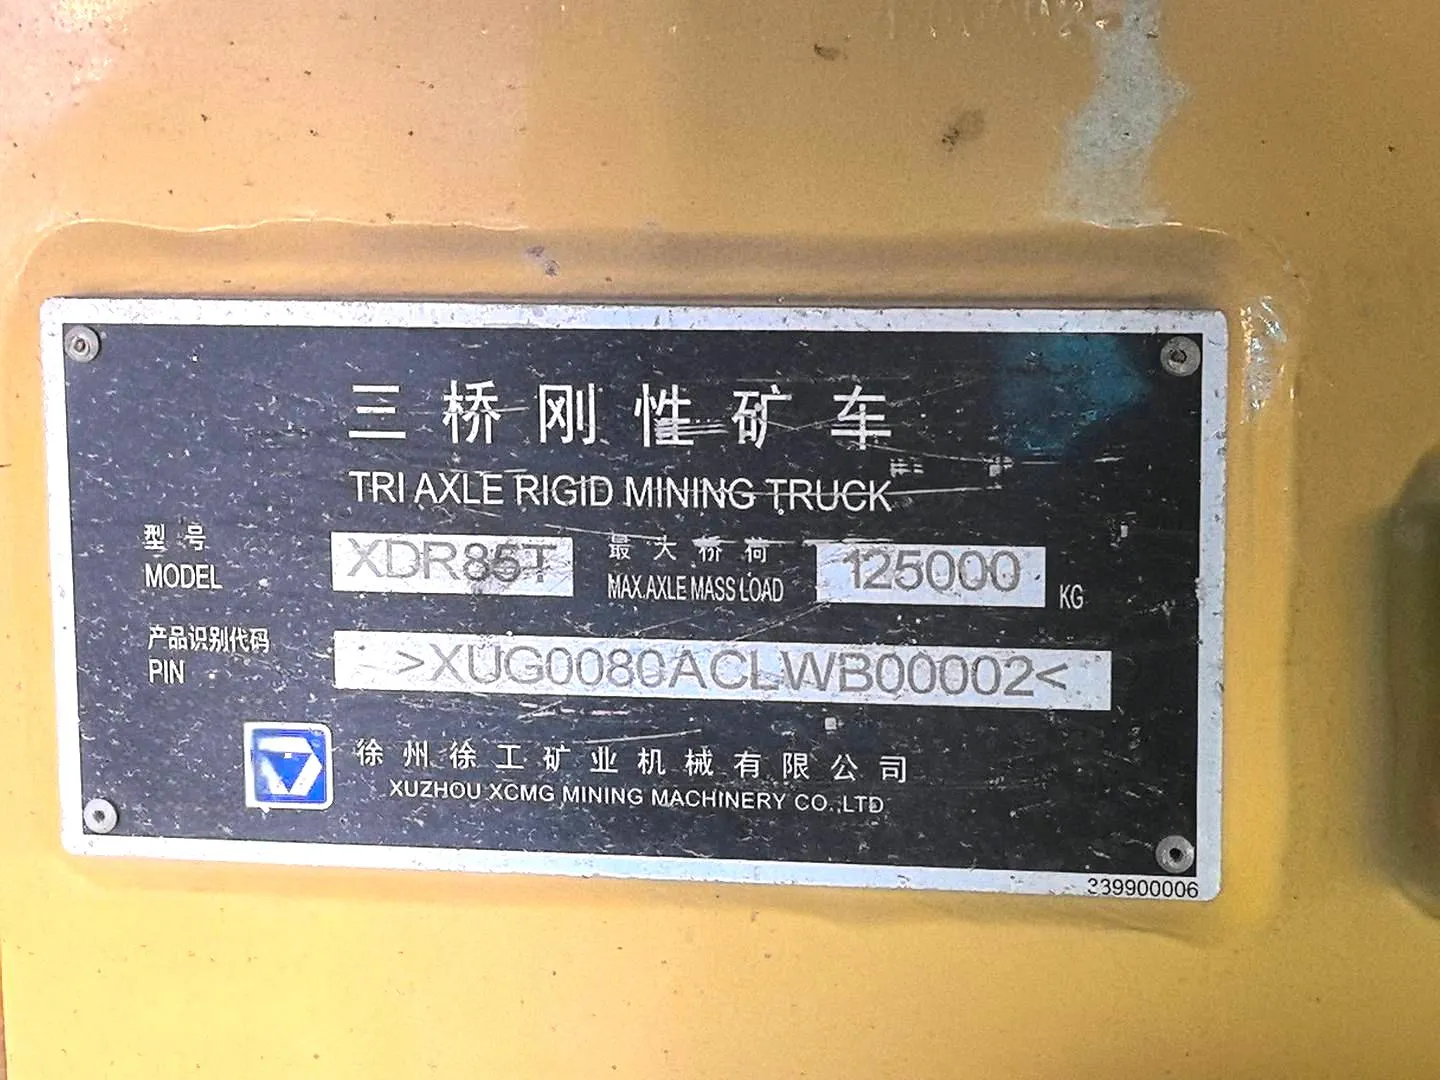 三桥刚性矿车
TRI AXLE RIGID MINING TRUCK
型号 XDR85T 最大桥荷 125000
MODEL MAX.AXLE MASS LOAD KG
产品识别代码
PIN >XUG0080ACLWB00002<
徐州徐工矿业机械有限公司
XUZHOU XCMG MINING MACHINERY CO.,LTD
339900006